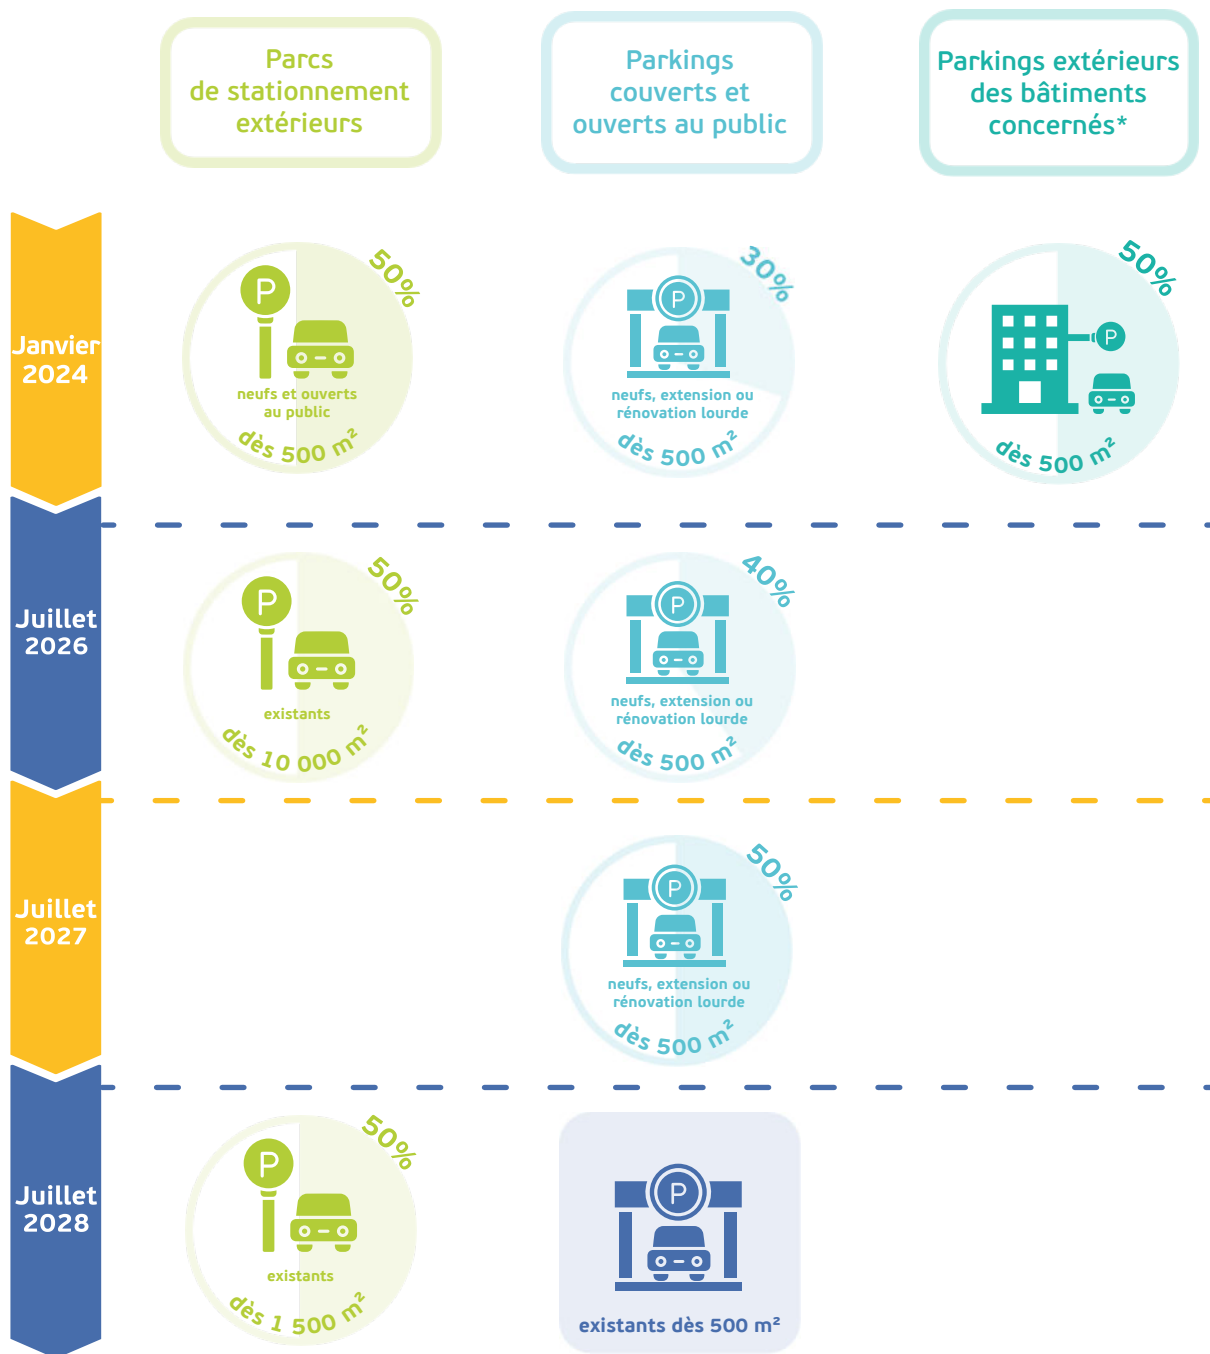 Parcs
de stationnement
extérieurs
Parkings
couverts et
ouverts au public
Parkings extérieurs
des bâtiments
concernés*
Janvier
2024
P
50%
neufs et ouverts
au public
dès 500 m²
P
30%
neufs, extension ou
rénovation lourde
dès 500 m²
P
50%
dès 500 m²
Juillet
2026
P
50%
existants
dès 10 000 m²
P
40%
neufs, extension ou
rénovation lourde
dès 500 m²
Juillet
2027
P
50%
neufs, extension ou
rénovation lourde
dès 500 m²
Juillet
2028
P
50%
existants
dès 1 500 m²
P
existants dès 500 m²